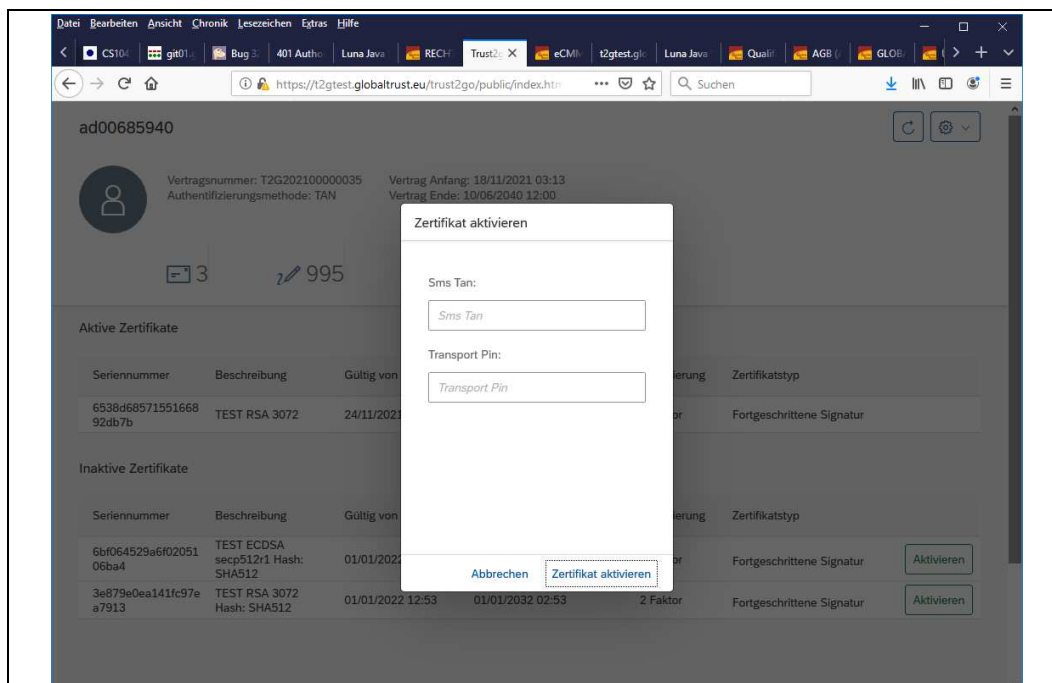 Datei Bearbeiten Ansicht Chronik Lesezeichen Extras Hilfe
CS104 git01. Bug 3 401 Autho Luna Java RECH Trust2 eCM t2gtest.glo Luna Java Qualif AGB ( GLOB
https://t2gtest.globaltrust.eu/trust2go/public/index.htm Suchen
ad00685940
Vertragsnummer: T2G202100000035 Vertrag Anfang: 18/11/2021 03:13
Authentifizierungsmethode: TAN Vertrag Ende: 10/06/2040 12:00
Zertifikat aktivieren
3 995
Sms Tan:
Sms Tan
Transport Pin:
Transport Pin
Abbrechen Zertifikat aktivieren
Aktive Zertifikate
Seriennummer Beschreibung Gültig von ierung Zertifikatstyp
6538d68571551668
92db7b
TEST RSA 3072 24/11/2021 or Fortgeschrittene Signatur
Inaktive Zertifikate
Seriennummer Beschreibung Gültig von ierung Zertifikatstyp
6bf064529a6f02051
06ba4
TEST ECDSA
secp512r1 Hash:
SHA512
01/01/2022 or Fortgeschrittene Signatur Aktivieren
3e879e0ea141fc97e
a7913
TEST RSA 3072
Hash: SHA512
01/01/2022 12:53 01/01/2032 02:53 2 Faktor Fortgeschrittene Signatur Aktivieren